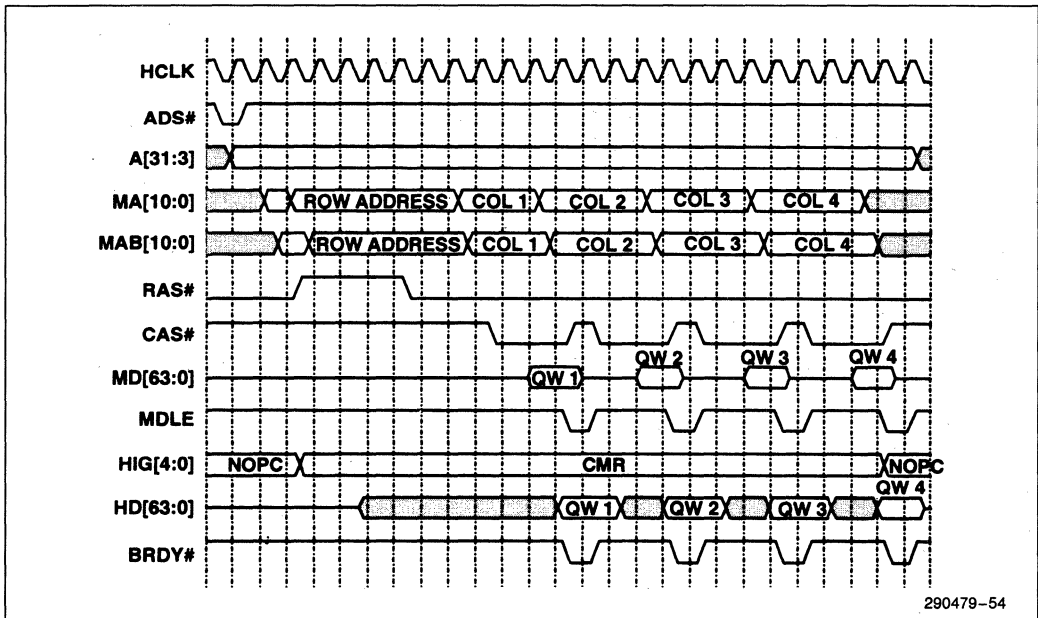 HCLK
ADS#
A[31:3]
MA[10:0] ROW ADDRESS COL 1 COL 2 COL 3 COL 4
MAB[10:0] ROW ADDRESS COL 1 COL 2 COL 3 COL 4
RAS#
CAS#
QW 2 QW 3 QW 4
MD[63:0] QW 1
MDLE
HIG[4:0] NOPC CMR NOPC
QW 4
HD[63:0] QW 1 QW 2 QW 3
BRDY#
290479-54